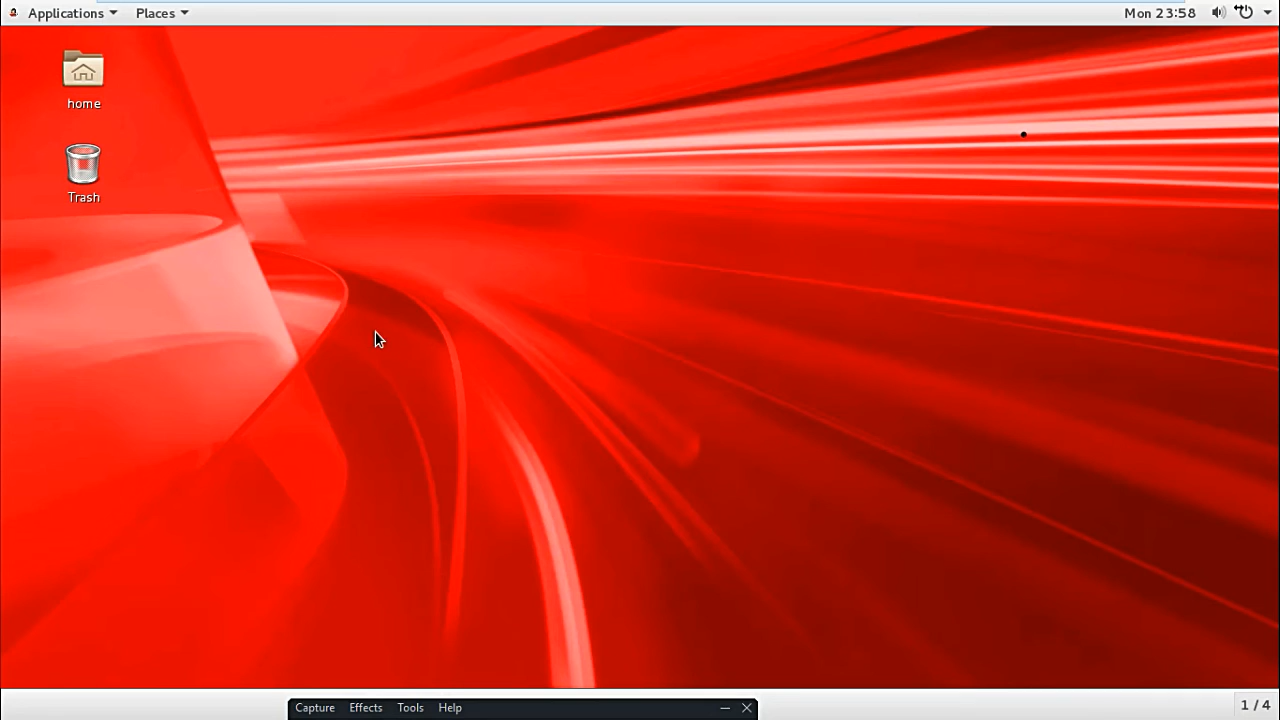 Applications Places Mon 23:58
home
Trash
Capture Effects Tools Help
1 / 4